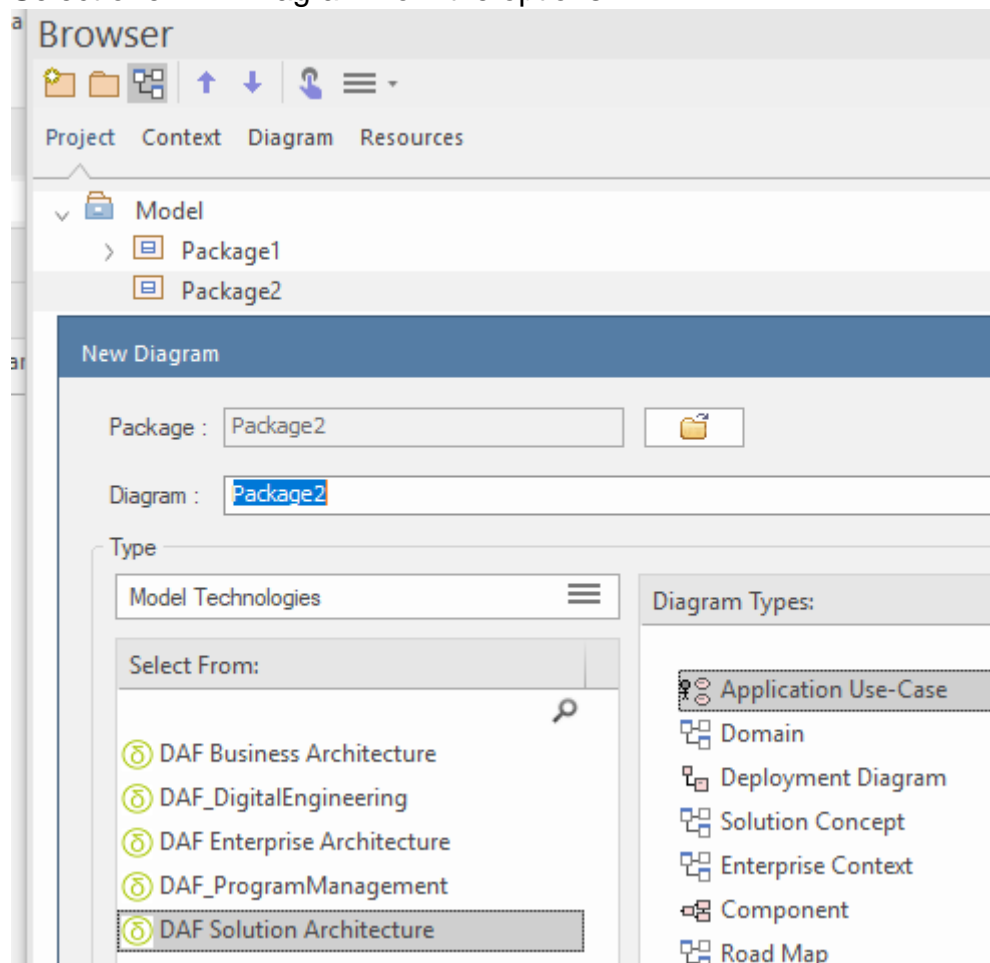 Browser
Project Context Diagram Resources
Model
Package1
Package2
New Diagram
Package : Package2
Diagram : Package2
Type
Model Technologies
Diagram Types:
Select From:
Application Use-Case
DAF Business Architecture
Domain
DAF_DigitalEngineering
Deployment Diagram
DAF Enterprise Architecture
Solution Concept
DAF_ProgramManagement
Enterprise Context
DAF Solution Architecture
Component
Road Map